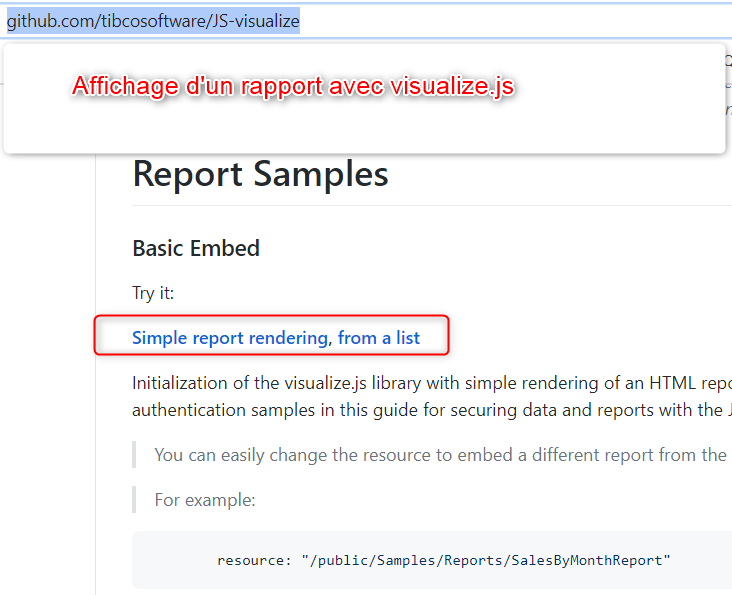 github.com/tibcosoftware/JS-visualize
Affichage d'un rapport avec visualize.js
Report Samples
Basic Embed
Try it:
Simple report rendering, from a list
Initialization of the visualize.js library with simple rendering of an HTML
authentication samples in this guide for securing data and reports with the
You can easily change the resource to embed a different report from the
For example:
resource: "/public/Samples/Reports/SalesByMonthReport"